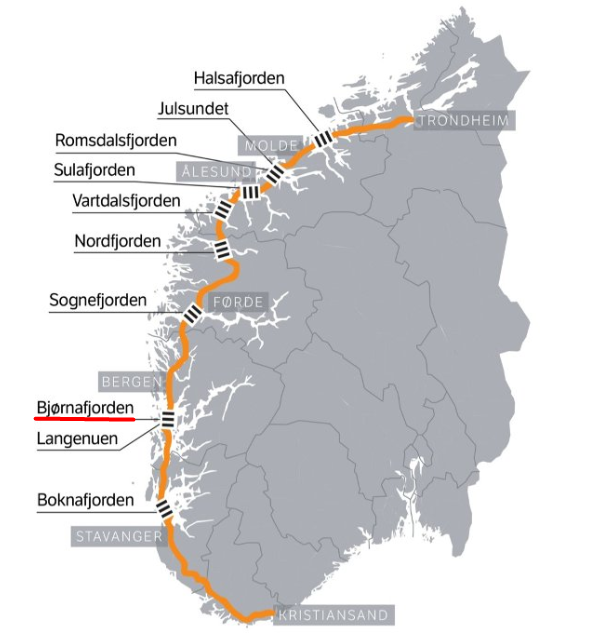 Halsafjorden
Julsundet
TRONDHEIM
Romsdalsfjorden
MOLDE
Sulafjorden
ÅLESUND
Vartdalsfjorden
Nordfjorden
Sognefjorden
FØRDE
BERGEN
Bjørnafjorden
Langenuen
Boknafjorden
STAVANGER
KRISTIANSAND